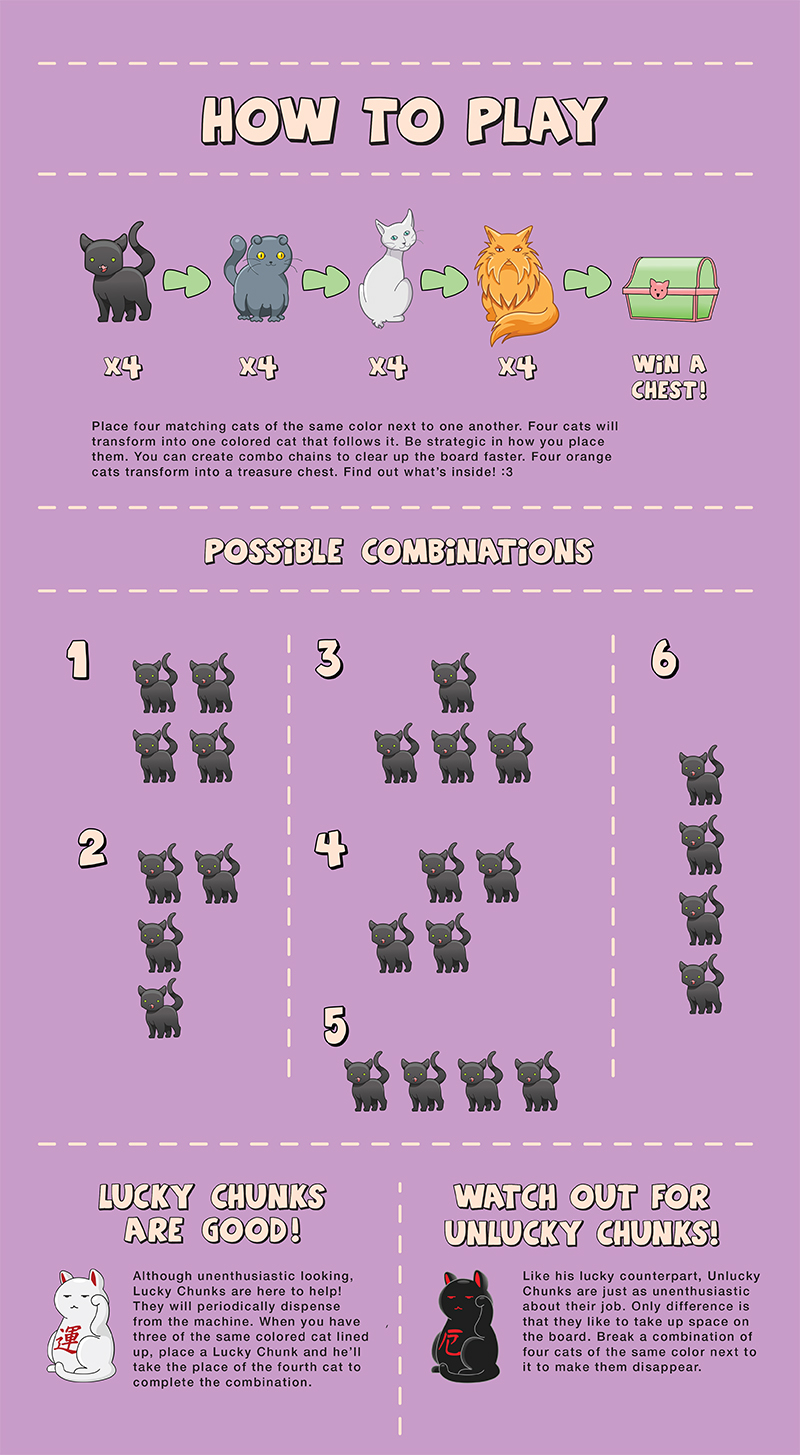 HOW TO PLAY
X4
X4
X4
X4
WiN A
CHEST!
Place four matching cats of the same color next to one another. Four cats will
transform into one colored cat that follows it. Be strategic in how you place
them. You can create combo chains to clear up the board faster. Four orange
cats transform into a treasure chest. Find out what's inside! :3
POSSiBLE COMBiNATiONS
1
2
3
4
5
6
LUCKY CHUNKS
ARE GOOD!
運
Although unenthusiastic looking,
Lucky Chunks are here to help!
They will periodically dispense
from the machine. When you have
three of the same colored cat lined
up, place a Lucky Chunk and he'll
take the place of the fourth cat to
complete the combination.
WATCH OUT FOR
UNLUCKY CHUNKS!
厄
Like his lucky counterpart, Unlucky
Chunks are just as unenthusiastic
about their job. Only difference is
that they like to take up space on
the board. Break a combination of
four cats of the same color next to
it to make them disappear.